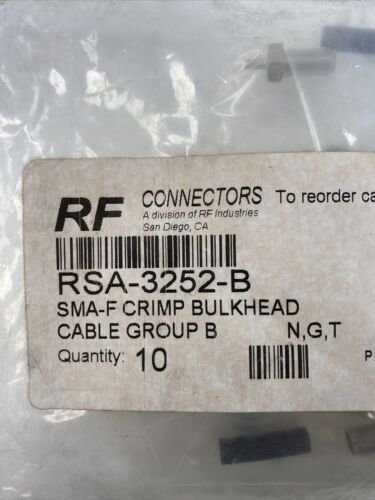 RF CONNECTORS To reorder ca
A division of RF Industries
San Diego, CA
RSA-3252-B
SMA-F CRIMP BULKHEAD
CABLE GROUP B N,G,T
Quantity: 10
P